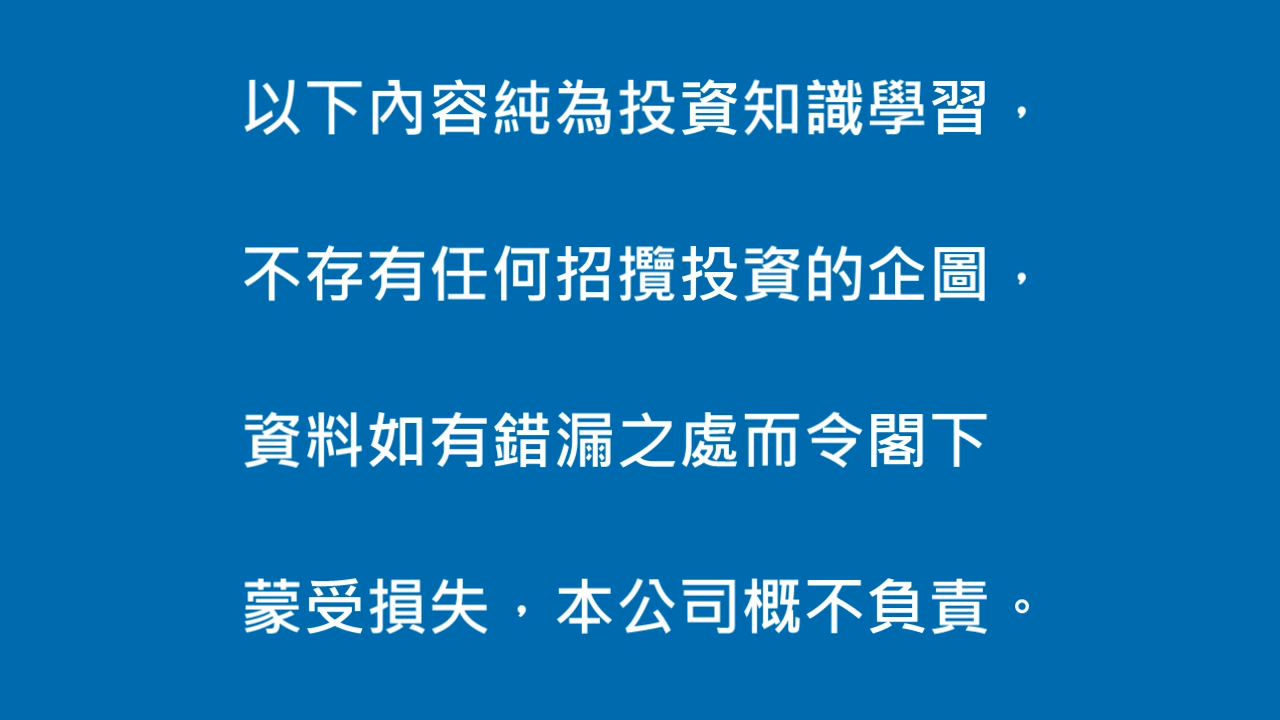 以下內容純為投資知識學習，
不存有任何招攬投資的企圖，
資料如有錯漏之處而令閣下
蒙受損失，本公司概不負責。